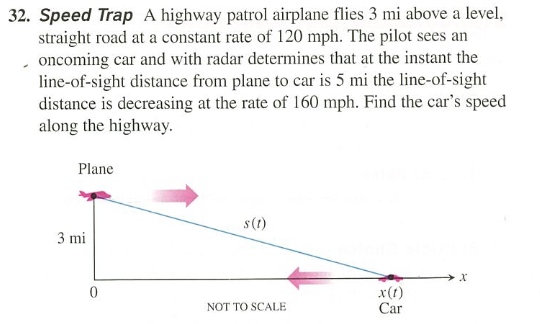 32. Speed Trap A highway patrol airplane flies 3 mi above a level,
straight road at a constant rate of 120 mph. The pilot sees an
oncoming car and with radar determines that at the instant the
line-of-sight distance from plane to car is 5 mi the line-of-sight
distance is decreasing at the rate of 160 mph. Find the car's speed
along the highway.
Plane
s(t)
3 mi
x
0
x(t)
NOT TO SCALE
Car